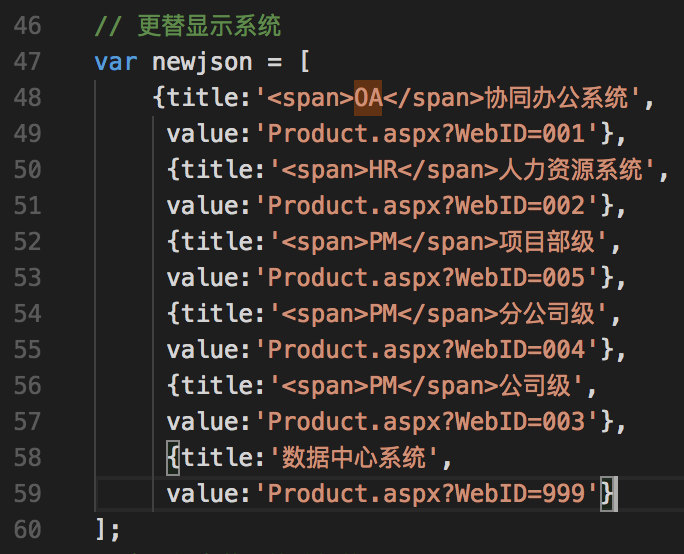 46 // 更替显示系统
47 var newjson = [
48 {title:'<span>OA</span>协同办公系统',
49 value:'Product.aspx?WebID=001'},
50 {title:'<span>HR</span>人力资源系统',
51 value:'Product.aspx?WebID=002'},
52 {title:'<span>PM</span>项目部级',
53 value:'Product.aspx?WebID=005'},
54 {title:'<span>PM</span>分公司级',
55 value:'Product.aspx?WebID=004'},
56 {title:'<span>PM</span>公司级',
57 value:'Product.aspx?WebID=003'},
58 {title:'数据中心系统',
59 value:'Product.aspx?WebID=999'}
60 ];